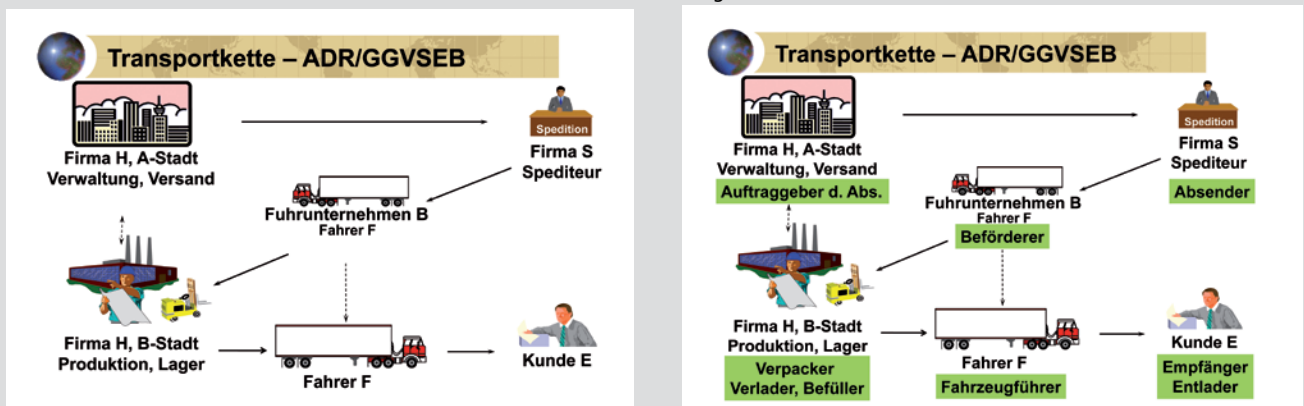 Transportkette – ADR/GGVSEB
Spedition
Firma H, A-Stadt
Verwaltung, Versand
Firma S
Spediteur
Fuhrunternehmen B
Fahrer F
Firma H, B-Stadt
Produktion, Lager
Fahrer F
Kunde E
Transportkette – ADR/GGVSEB
Spedition
Firma H, A-Stadt
Verwaltung, Versand
Auftraggeber d. Abs.
Firma S
Spediteur
Absender
Fuhrunternehmen B
Fahrer F
Beförderer
Firma H, B-Stadt
Produktion, Lager
Verpacker
Verlader, Befüller
Fahrer F
Fahrzeugführer
Kunde E
Empfänger
Entlader